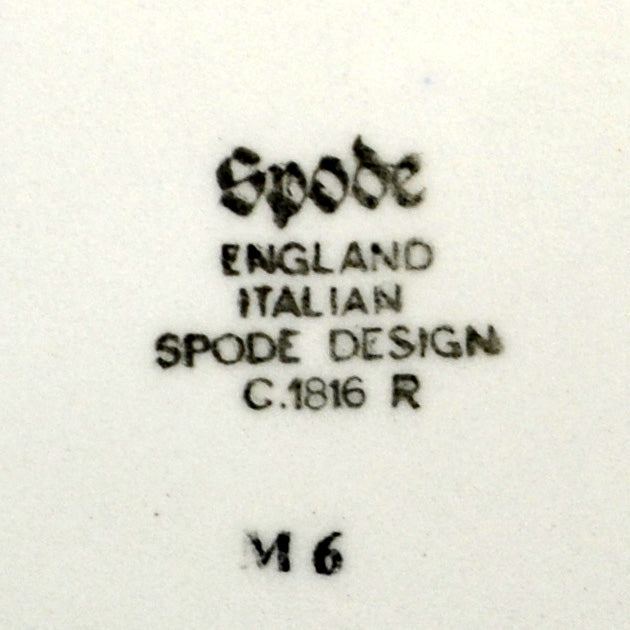 Spode
ENGLAND
ITALIAN
SPODE DESIGN
C.1816 R
M 6